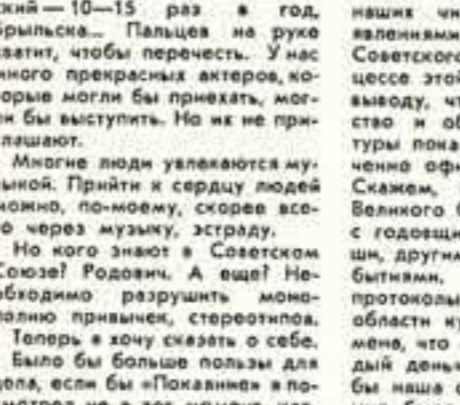 ский — 10—15 раз в год.
Брыльска... Пальцев на руке
хватит, чтобы перечесть. У нас
много прекрасных актеров, ко-
торые могли бы приехать, мог-
ли бы выступить. Но их не при-
глашают.
Многие люди увлекаются му-
зыкой. Прийти к сердцу людей
можно, по-моему, скорее все-
го через музыку, эстраду.
Но кого знают в Советском
Союзе? Родович. А еще? Не-
обходимо разрушить моно-
полию привычек, стереотипов.
Теперь я хочу сказать о себе.
Было бы больше пользы для
дела, если бы «Покаяние» я по-
наших
явлениями
Советского
цессе этой
выводу,
ство и об
туры пока
ченно офи
Скажем,
Великого
с годовщи
ши, другим
бытиями.
протоколь
области ку
мена, что
дый день
бы наша